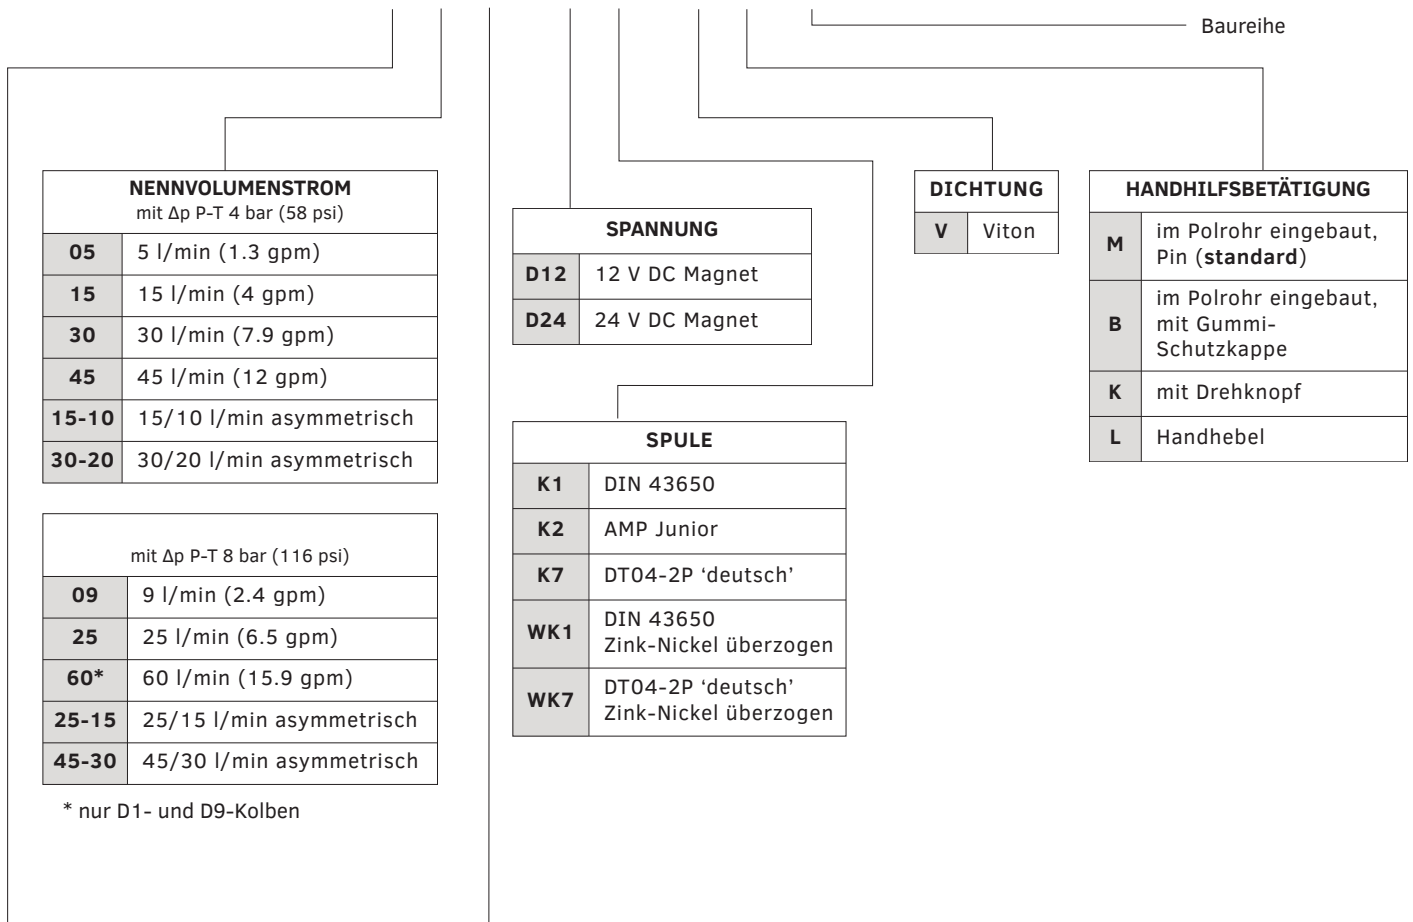 Baureihe
NENNVOLUMENSTROM
mit Δp P-T 4 bar (58 psi)
05 5 l/min (1.3 gpm)
15 15 l/min (4 gpm)
30 30 l/min (7.9 gpm)
45 45 l/min (12 gpm)
15-10 15/10 l/min asymmetrisch
30-20 30/20 l/min asymmetrisch
mit Δp P-T 8 bar (116 psi)
09 9 l/min (2.4 gpm)
25 25 l/min (6.5 gpm)
60* 60 l/min (15.9 gpm)
25-15 25/15 l/min asymmetrisch
45-30 45/30 l/min asymmetrisch
* nur D1- und D9-Kolben
SPANNUNG
D12 12 V DC Magnet
D24 24 V DC Magnet
SPULE
K1 DIN 43650
K2 AMP Junior
K7 DT04-2P ‘deutsch’
WK1 DIN 43650
Zink-Nickel überzogen
WK7 DT04-2P ‘deutsch’
Zink-Nickel überzogen
DICHTUNG
V Viton
HANDHILFSBETÄTIGUNG
M im Polrohr eingebaut,
Pin (standard)
B im Polrohr eingebaut,
mit Gummi-
Schutzkappe
K mit Drehknopf
L Handhebel